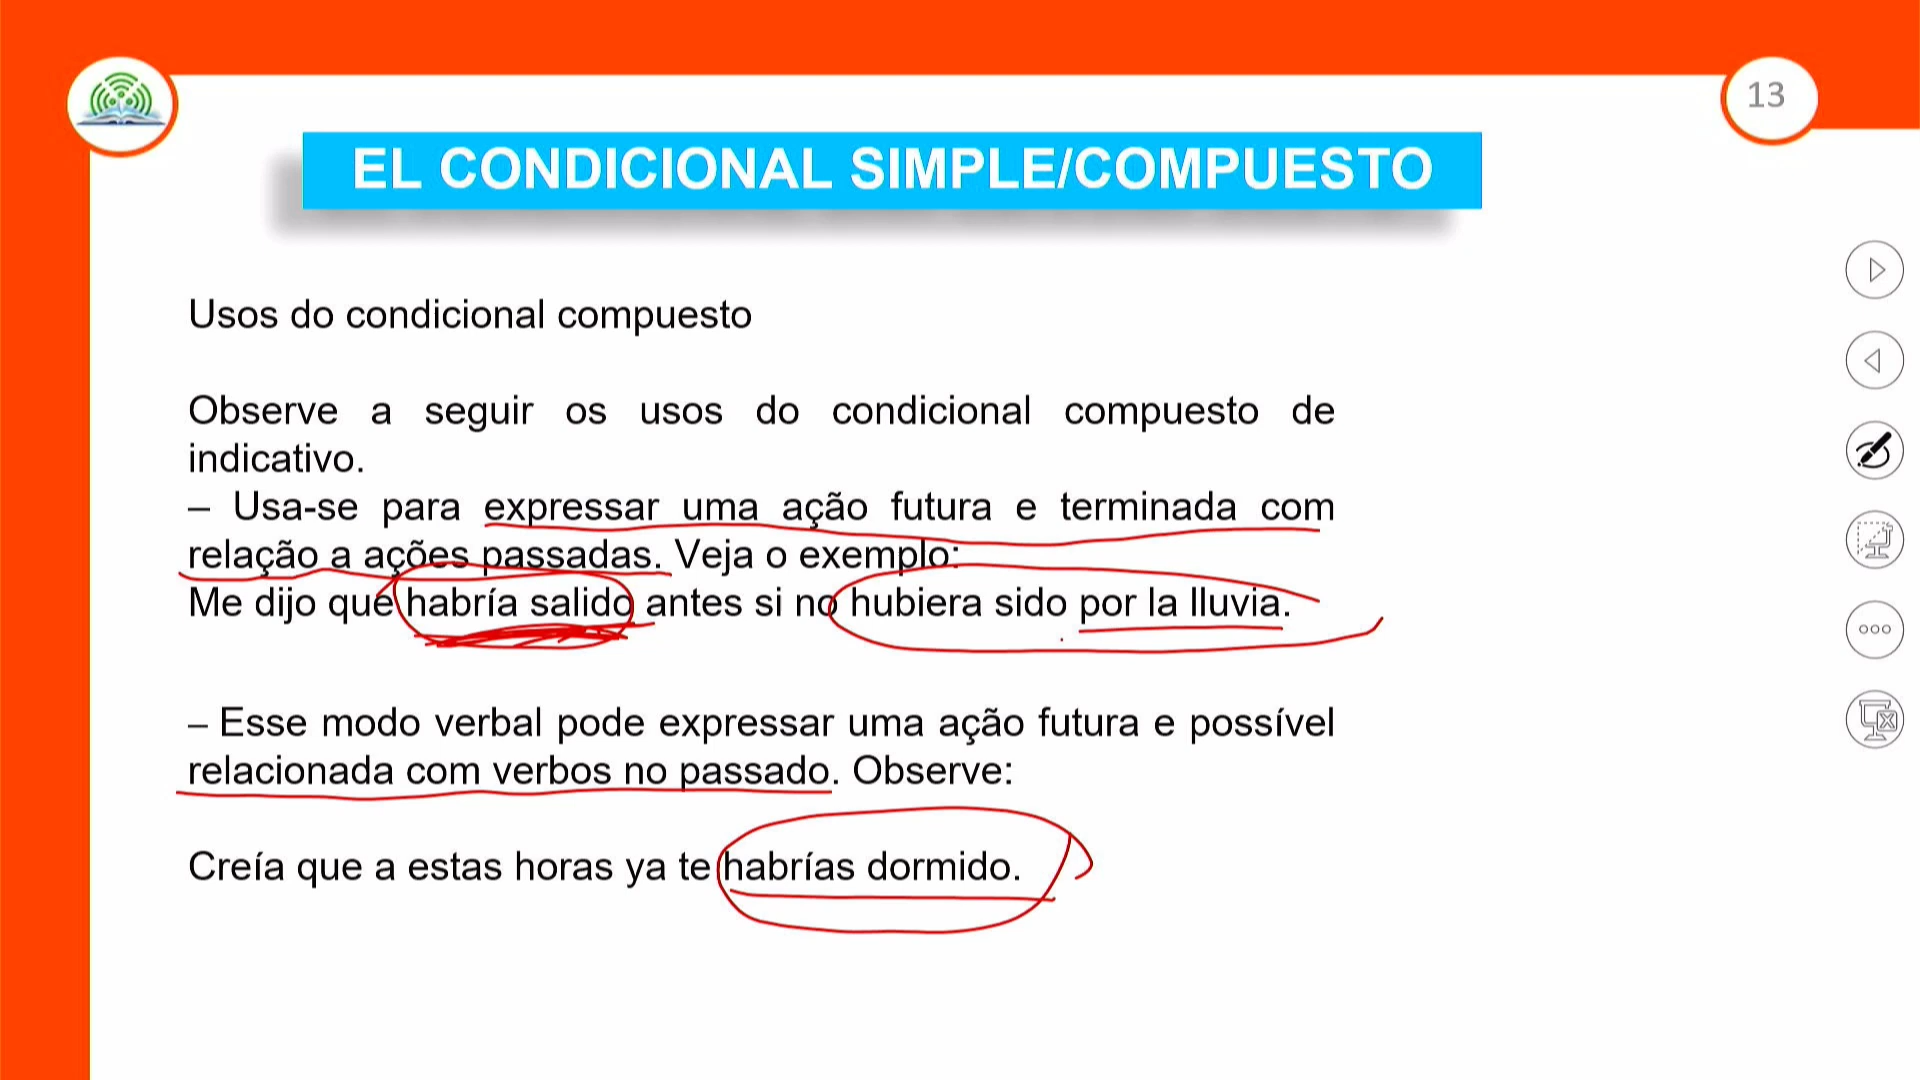 13
EL CONDICIONAL SIMPLE/COMPUESTO
Usos do condicional compuesto
Observe a seguir os usos do condicional compuesto de
indicativo.
– Usa-se para expressar uma ação futura e terminada com
relação a ações passadas. Veja o exemplo:
Me dijo que habría salido antes si no hubiera sido por la lluvia.
– Esse modo verbal pode expressar uma ação futura e possível
relacionada com verbos no passado. Observe:
Creía que a estas horas ya te habrías dormido.